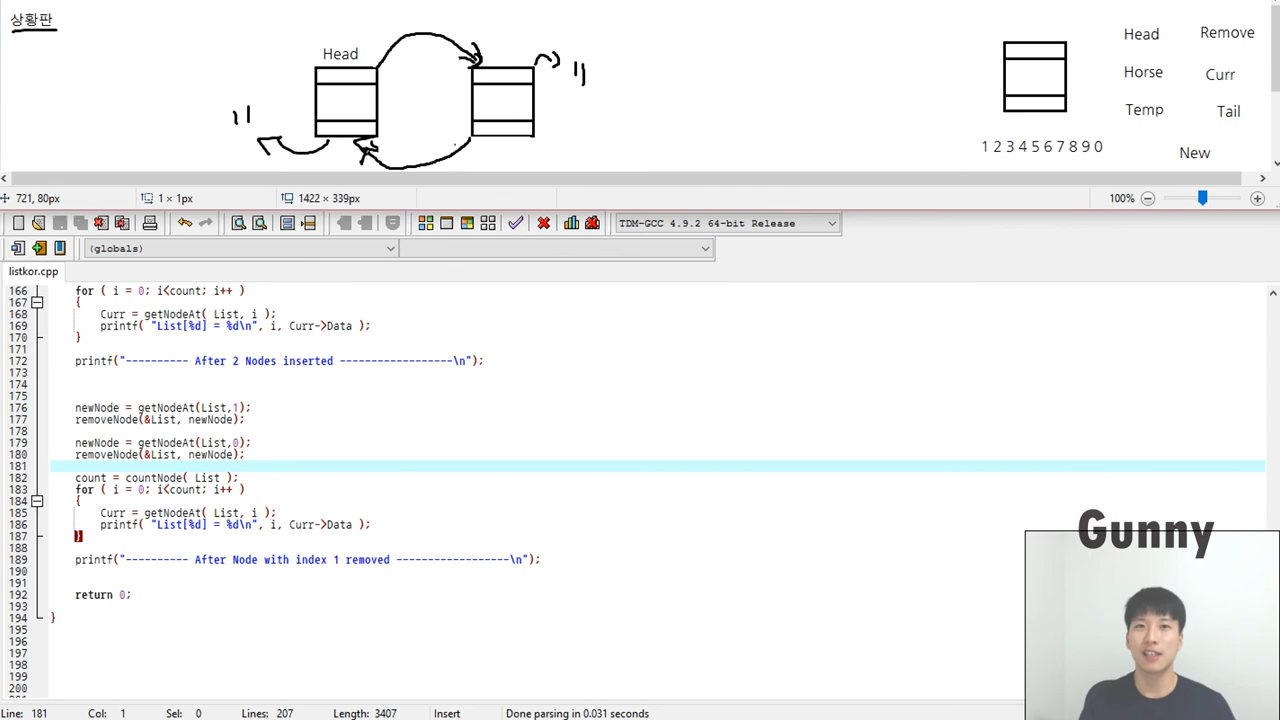 상황판
Head
Head Remove
Horse Curr
Temp Tail
1 2 3 4 5 6 7 8 9 0
New
721, 80px 1 × 1px 1422 × 339px 100%
TDM-GCC 4.9.2 64-bit Release
(globals)
listkor.cpp
166 for ( i = 0; i<count; i++ )
167 {
168 Curr = getNodeAt( List, i );
169 printf( "List[%d] = %d\n", i, Curr->Data );
170 }
171
172 printf("---------- After 2 Nodes inserted ------------------\n");
173
174
175
176 newNode = getNodeAt(List,1);
177 removeNode(&List, newNode);
178
179 newNode = getNodeAt(List,0);
180 removeNode(&List, newNode);
181
182 count = countNode( List );
183 for ( i = 0; i<count; i++ )
184 {
185 Curr = getNodeAt( List, i );
186 printf( "List[%d] = %d\n", i, Curr->Data );
187 }
188
189 printf("---------- After Node with index 1 removed ------------------\n");
190
191
192 return 0;
193
194 }
195
196
197
198
199
200
Gunny
Line: 181 Col: 1 Sel: 0 Lines: 207 Length: 3407 Insert Done parsing in 0.031 seconds